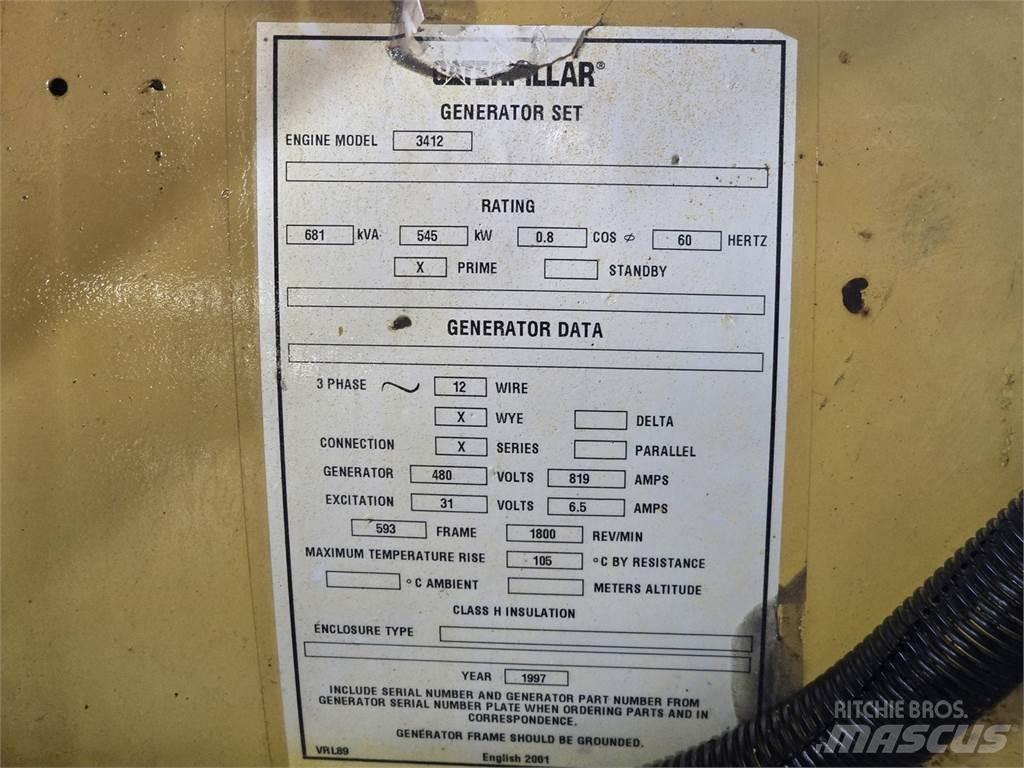 CATERPILLAR®
GENERATOR SET
ENGINE MODEL 3412
RATING
681 kVA 545 kW 0.8 COS ϕ 60 HERTZ
X PRIME STANDBY
GENERATOR DATA
3 PHASE ~ 12 WIRE
X WYE DELTA
CONNECTION X SERIES PARALLEL
GENERATOR 480 VOLTS 819 AMPS
EXCITATION 31 VOLTS 6.5 AMPS
593 FRAME 1800 REV/MIN
MAXIMUM TEMPERATURE RISE 105 °C BY RESISTANCE
°C AMBIENT METERS ALTITUDE
CLASS H INSULATION
ENCLOSURE TYPE
YEAR 1997
INCLUDE SERIAL NUMBER AND GENERATOR PART NUMBER FROM
GENERATOR SERIAL NUMBER PLATE WHEN ORDERING PARTS AND IN
CORRESPONDENCE.
GENERATOR FRAME SHOULD BE GROUNDED.
VRL89 English 2001
RITCHIE BROS.
MASCUS